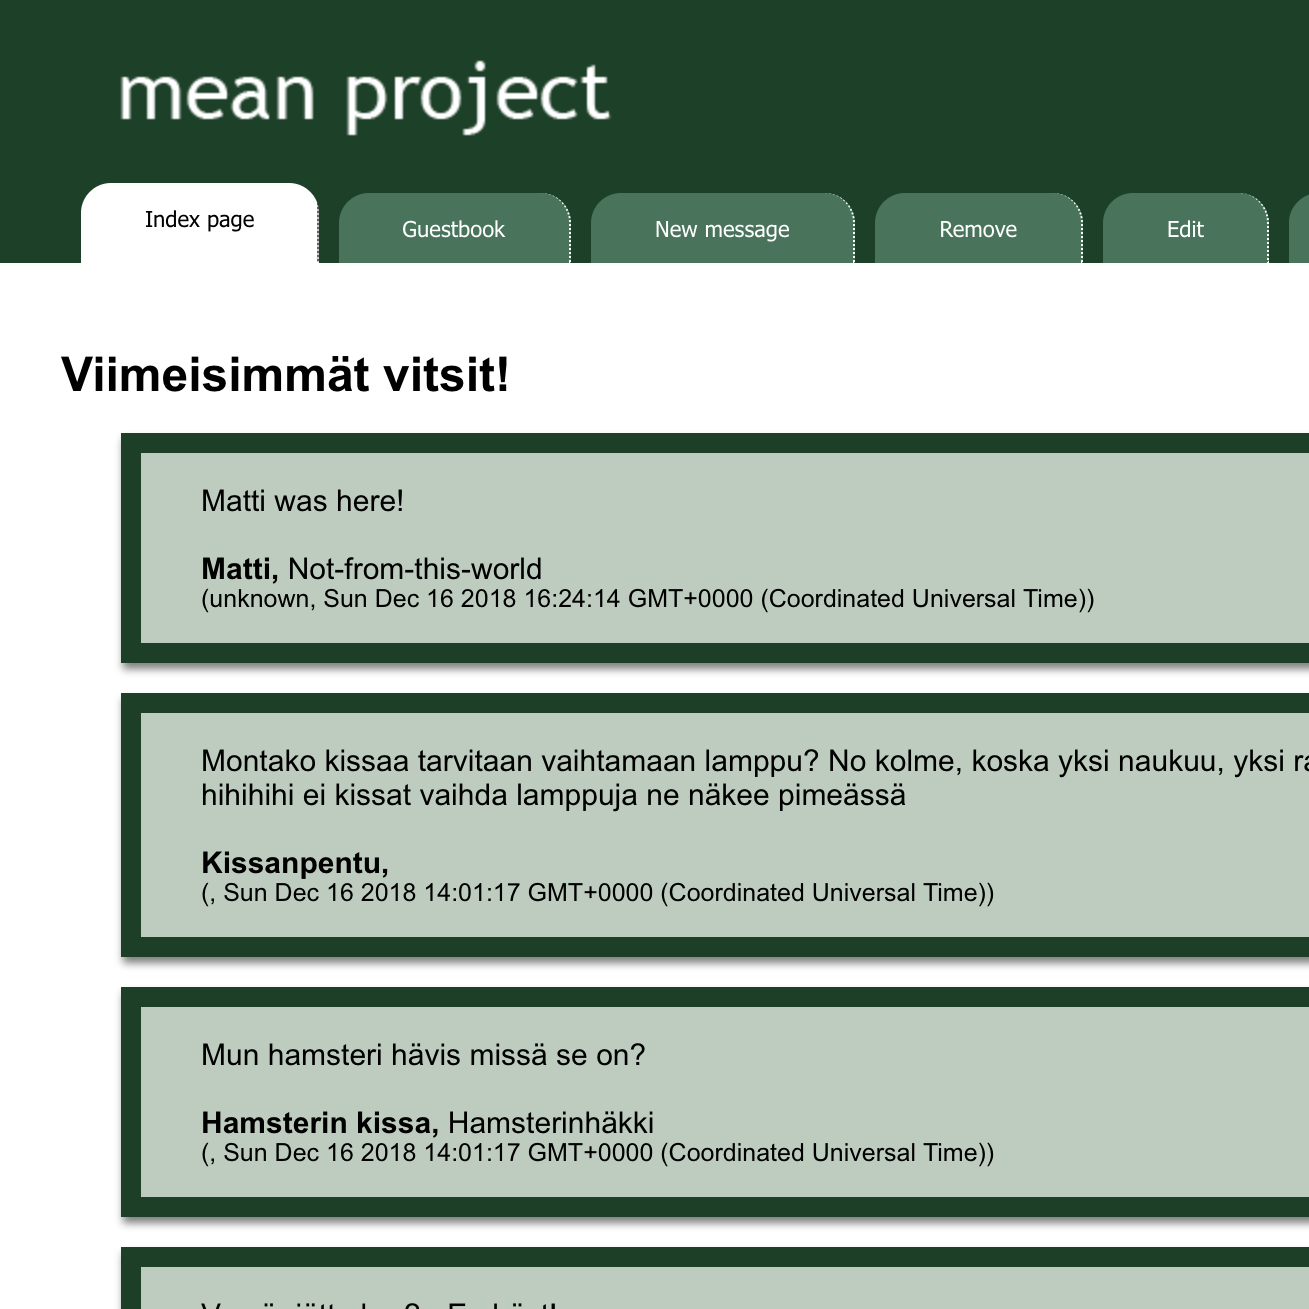 mean project
Index page
Guestbook
New message
Remove
Edit
Viimeisimmät vitsit!
Matti was here!
Matti, Not-from-this-world
(unknown, Sun Dec 16 2018 16:24:14 GMT+0000 (Coordinated Universal Time))
Montako kissaa tarvitaan vaihtamaan lamppu? No kolme, koska yksi naukuu, yksi
hihihihi ei kissat vaihda lamppuja ne näkee pimeässä
Kissanpentu,
(, Sun Dec 16 2018 14:01:17 GMT+0000 (Coordinated Universal Time))
Mun hamsteri hävis missä se on?
Hamsterin kissa, Hamsterinhäkki
(, Sun Dec 16 2018 14:01:17 GMT+0000 (Coordinated Universal Time))